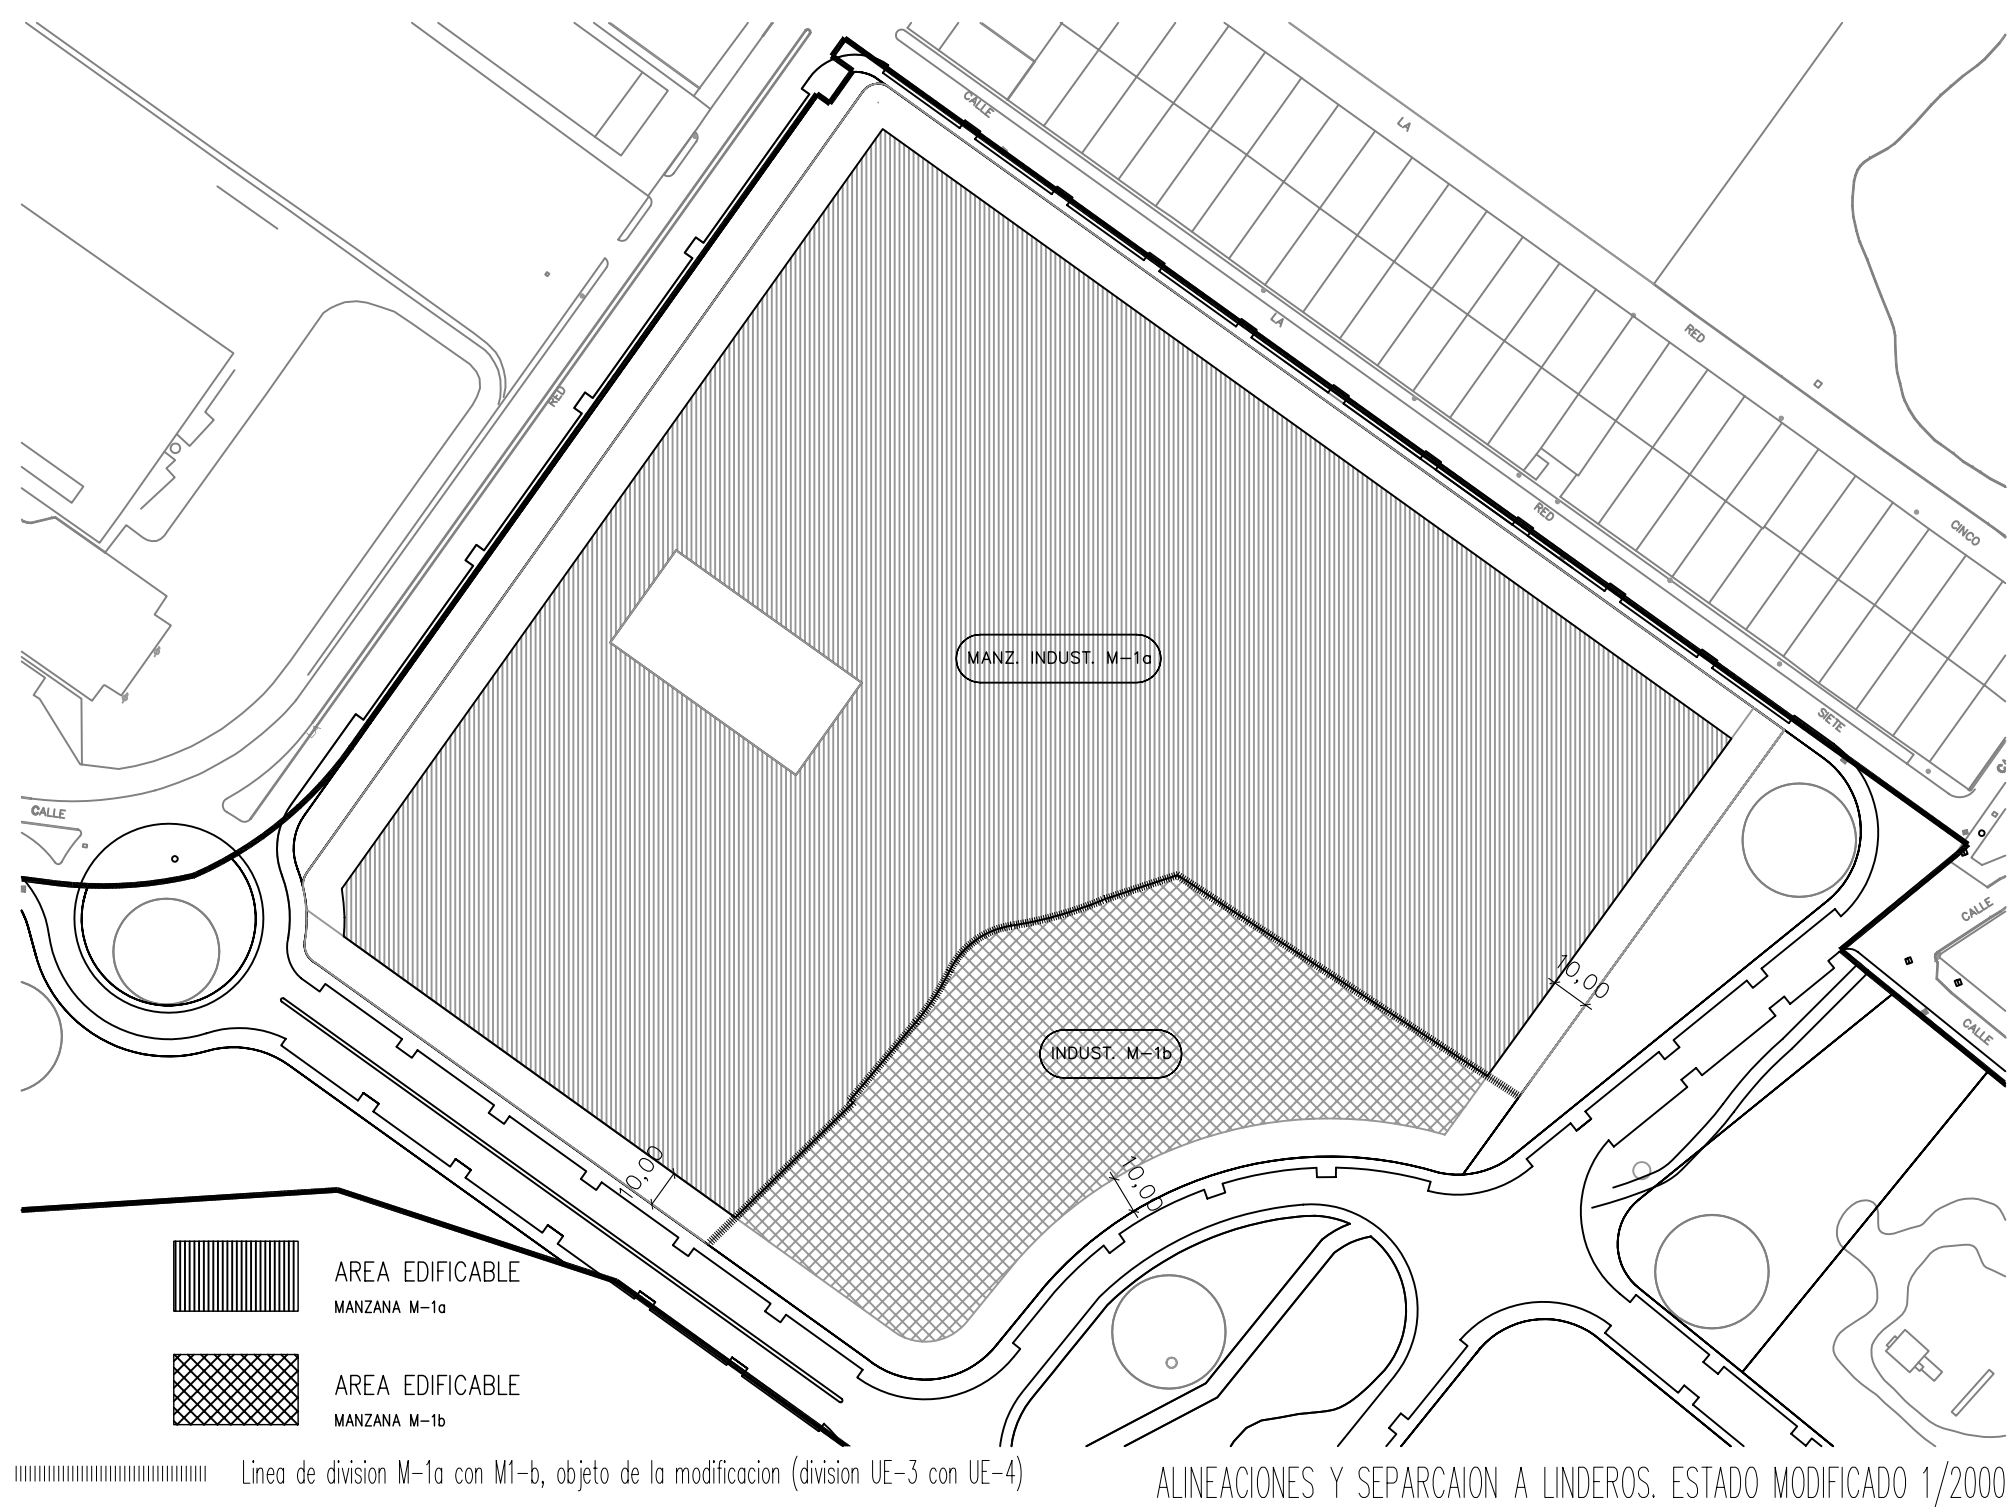 CALLE
LA
LA
RED
RED
RED
CINCO
MANZ. INDUST. M-1a
SIETE
CALLE
CALLE
10,00
CALLE
INDUST. M-1b
10,00
10,00
AREA EDIFICABLE
MANZANA M-1a
AREA EDIFICABLE
MANZANA M-1b
Linea de division M-1a con M1-b, objeto de la modificacion (division UE-3 con UE-4)
ALINEACIONES Y SEPARCAION A LINDEROS. ESTADO MODIFICADO 1/2000